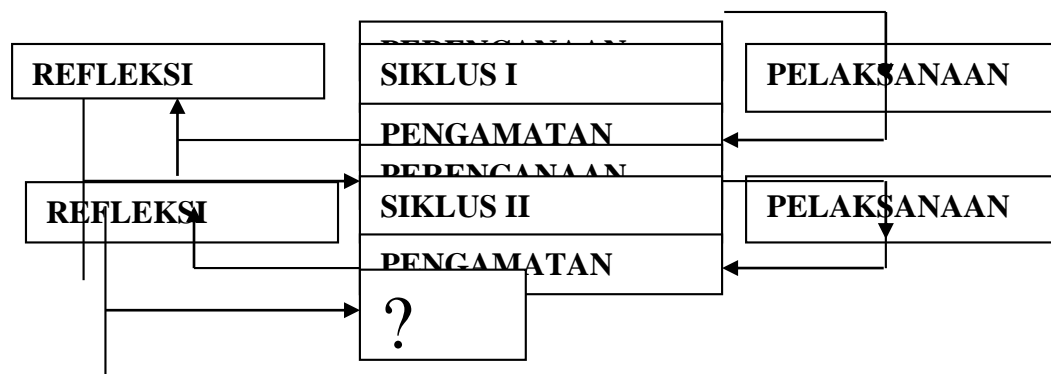 PERENCANAAN
REFLEKSI
SIKLUS I
PELAKSANAAN
PENGAMATAN
PERENCANAAN
REFLEKSI
SIKLUS II
PELAKSANAAN
PENGAMATAN
?